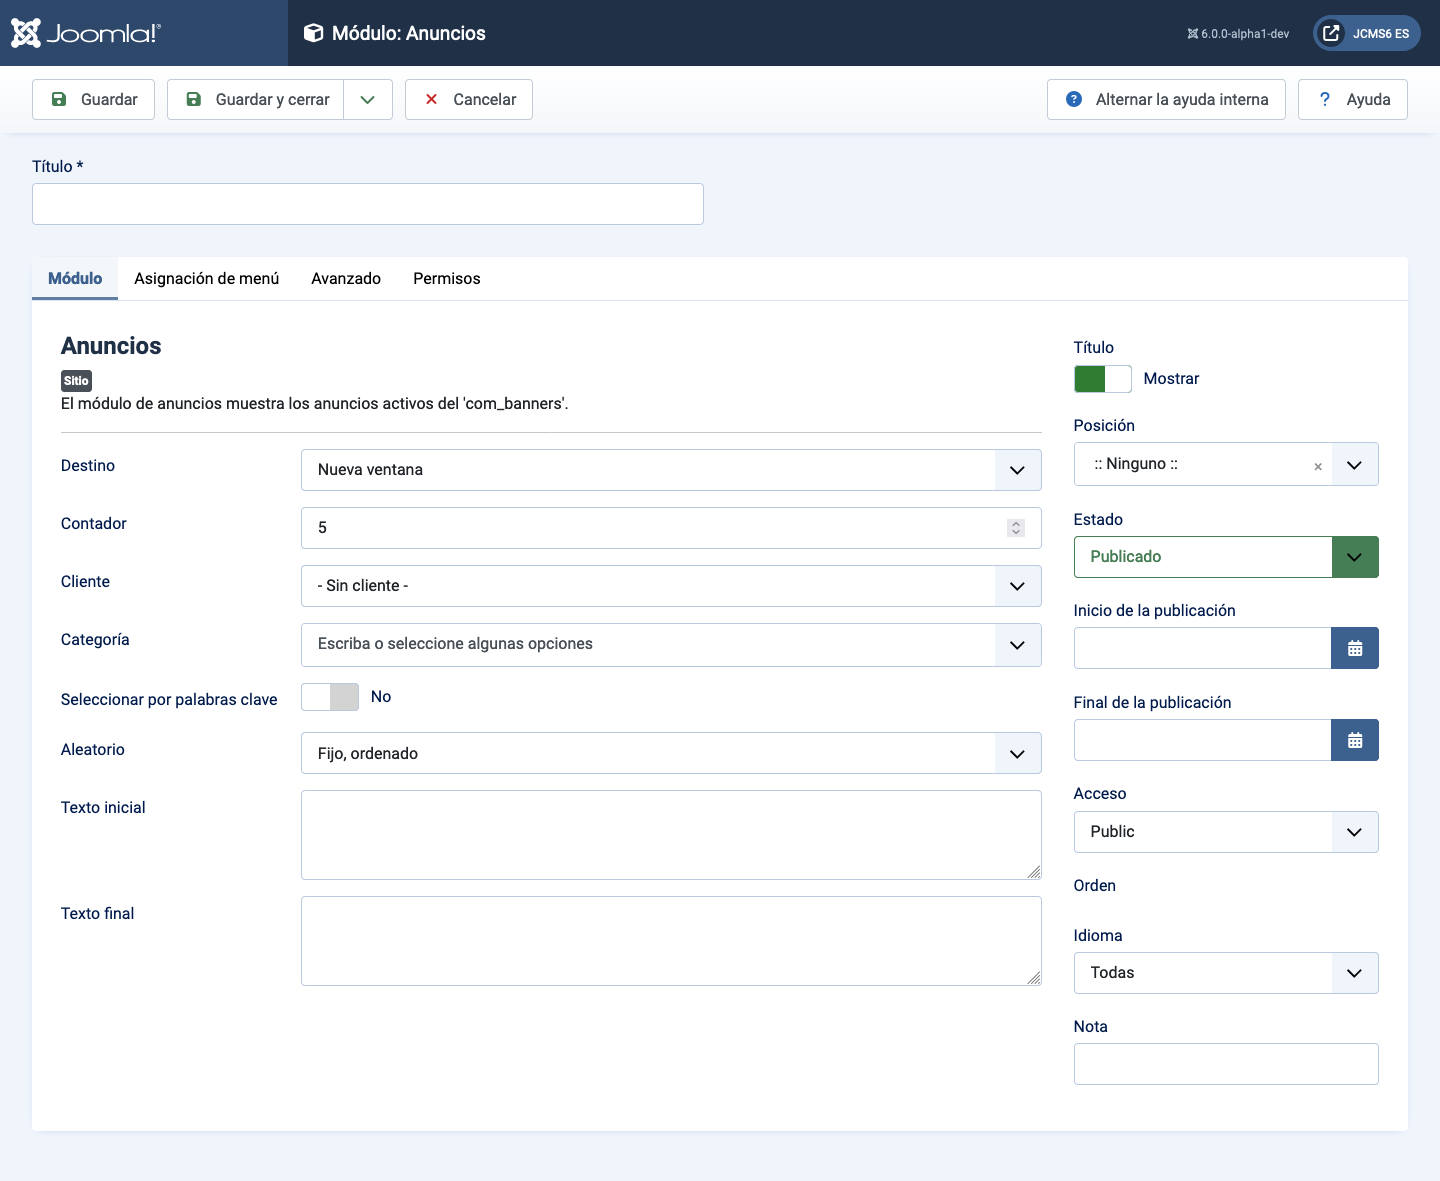 Joomla!®
Módulo: Anuncios
6.0.0-alpha1-dev
JCMS6 ES
Guardar
Guardar y cerrar
Cancelar
Alternar la ayuda interna
? Ayuda
Título *
Módulo
Asignación de menú
Avanzado
Permisos
Anuncios
Sitio
El módulo de anuncios muestra los anuncios activos del 'com_banners'.
Destino
Nueva ventana
Contador
5
Cliente
- Sin cliente -
Categoría
Escriba o seleccione algunas opciones
Seleccionar por palabras clave
No
Aleatorio
Fijo, ordenado
Texto inicial
Texto final
Título
Mostrar
Posición
:: Ninguno ::
×
Estado
Publicado
Inicio de la publicación
Final de la publicación
Acceso
Public
Orden
Idioma
Todas
Nota